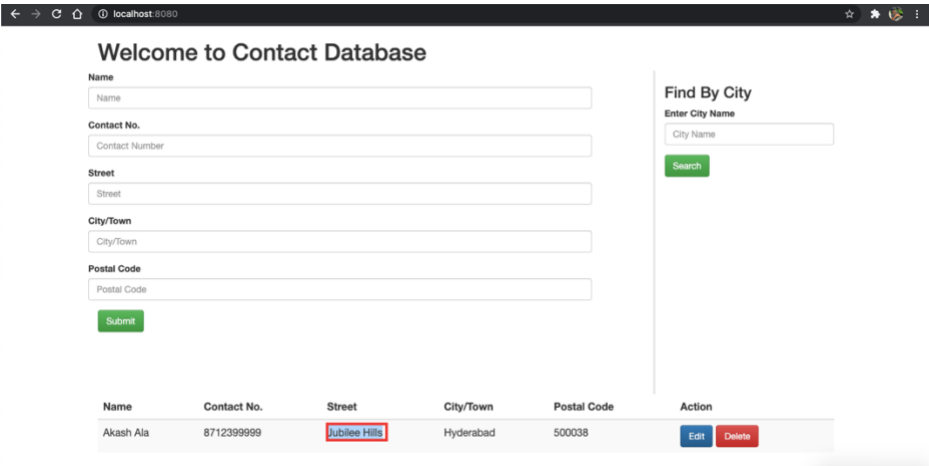 localhost:8080
Welcome to Contact Database
Name
Name
Contact No.
Contact Number
Street
Street
City/Town
City/Town
Postal Code
Postal Code
Submit
Find By City
Enter City Name
City Name
Search
Name Contact No. Street City/Town Postal Code Action
Akash Ala 8712399999 Jubilee Hills Hyderabad 500038 Edit Delete